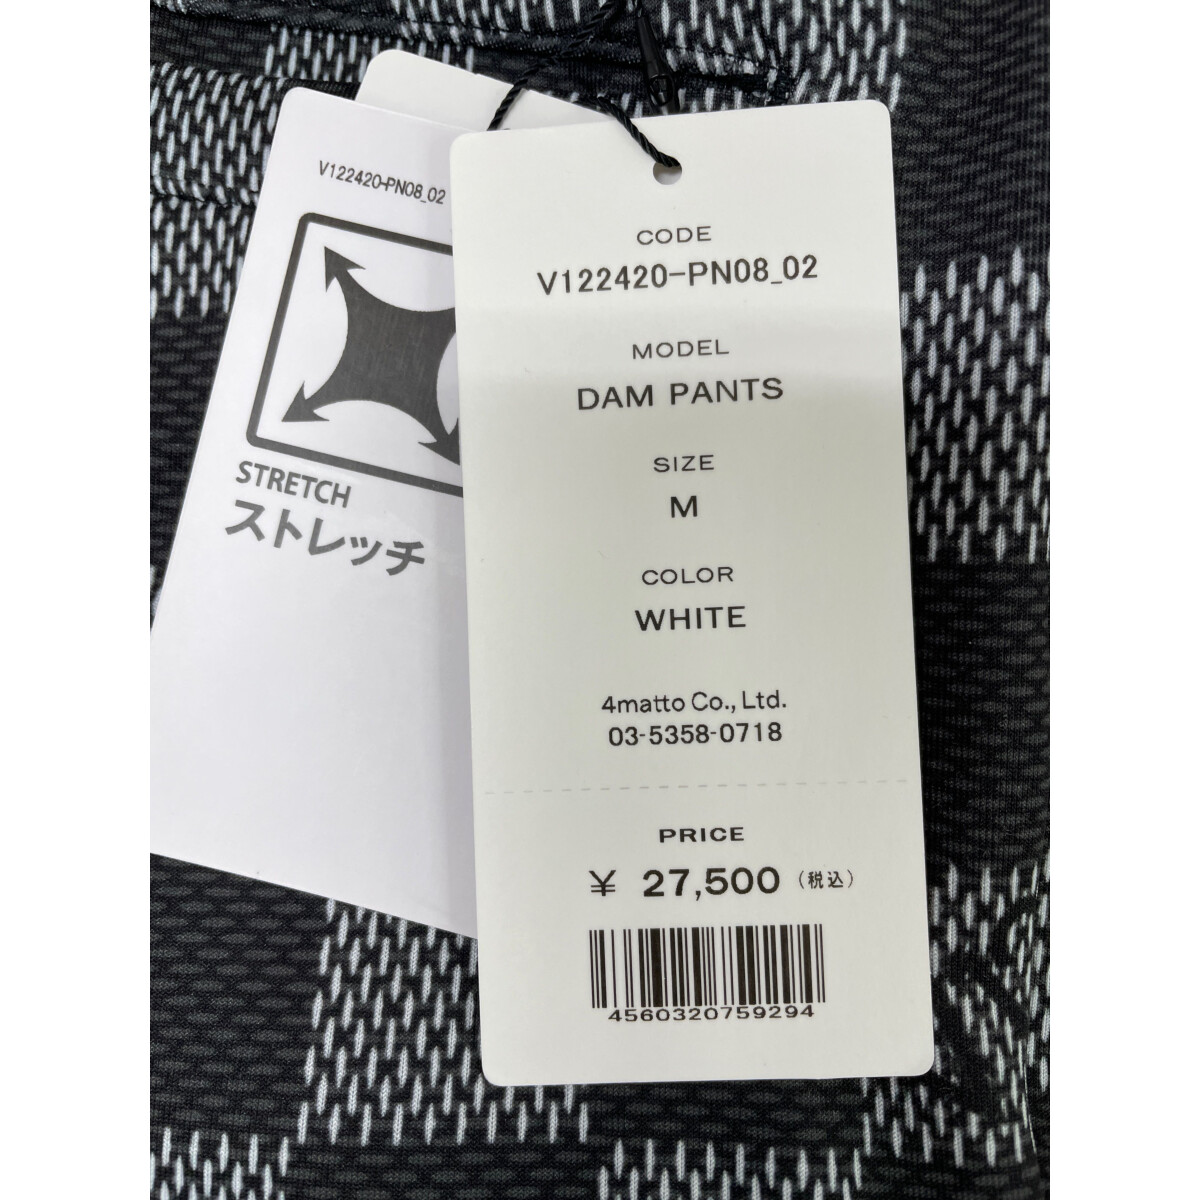 V122420-PN08_02
STRETCH
ストレッチ
CODE
V122420-PN08_02
MODEL
DAM PANTS
SIZE
M
COLOR
WHITE
4matto Co., Ltd.
03-5358-0718
PRICE
¥ 27,500 (税込)
4560320759294